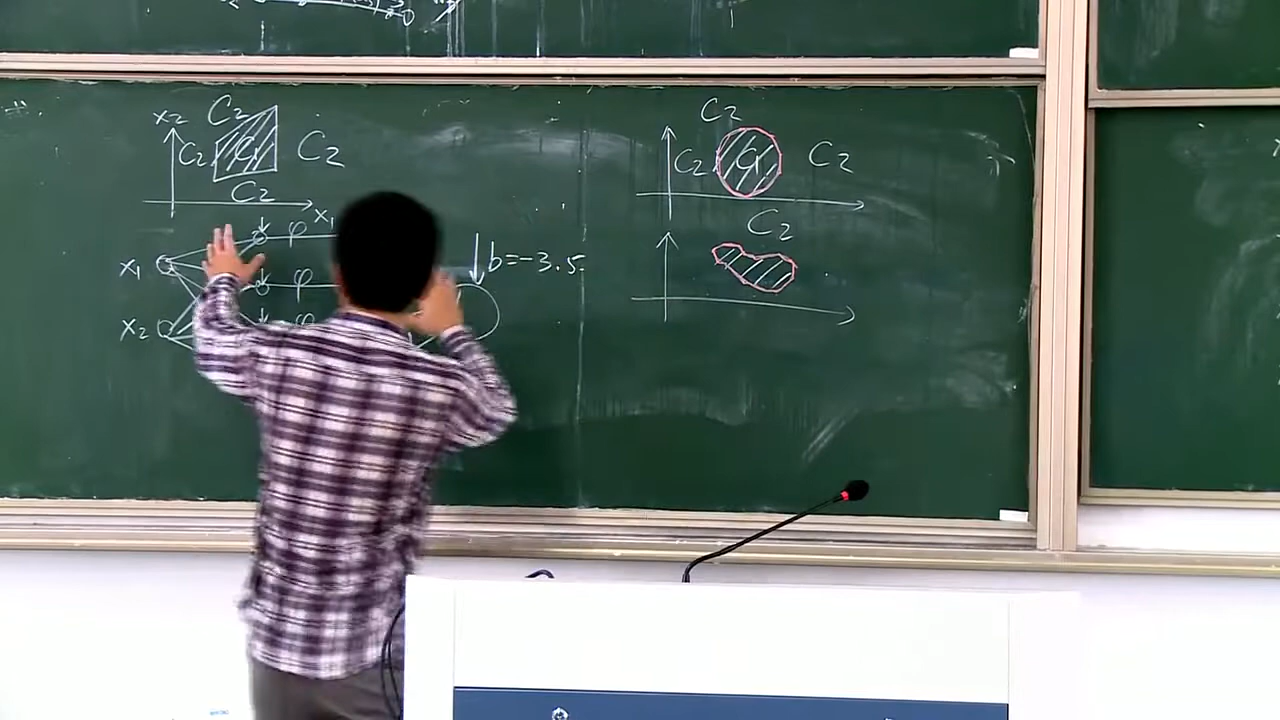 C₂
x₂
C₂ C₁ C₂
C₂
x₁
φ
x₁ φ b=-3.5
x₂ φ
C₂
C₂ C₁ C₂
C₂